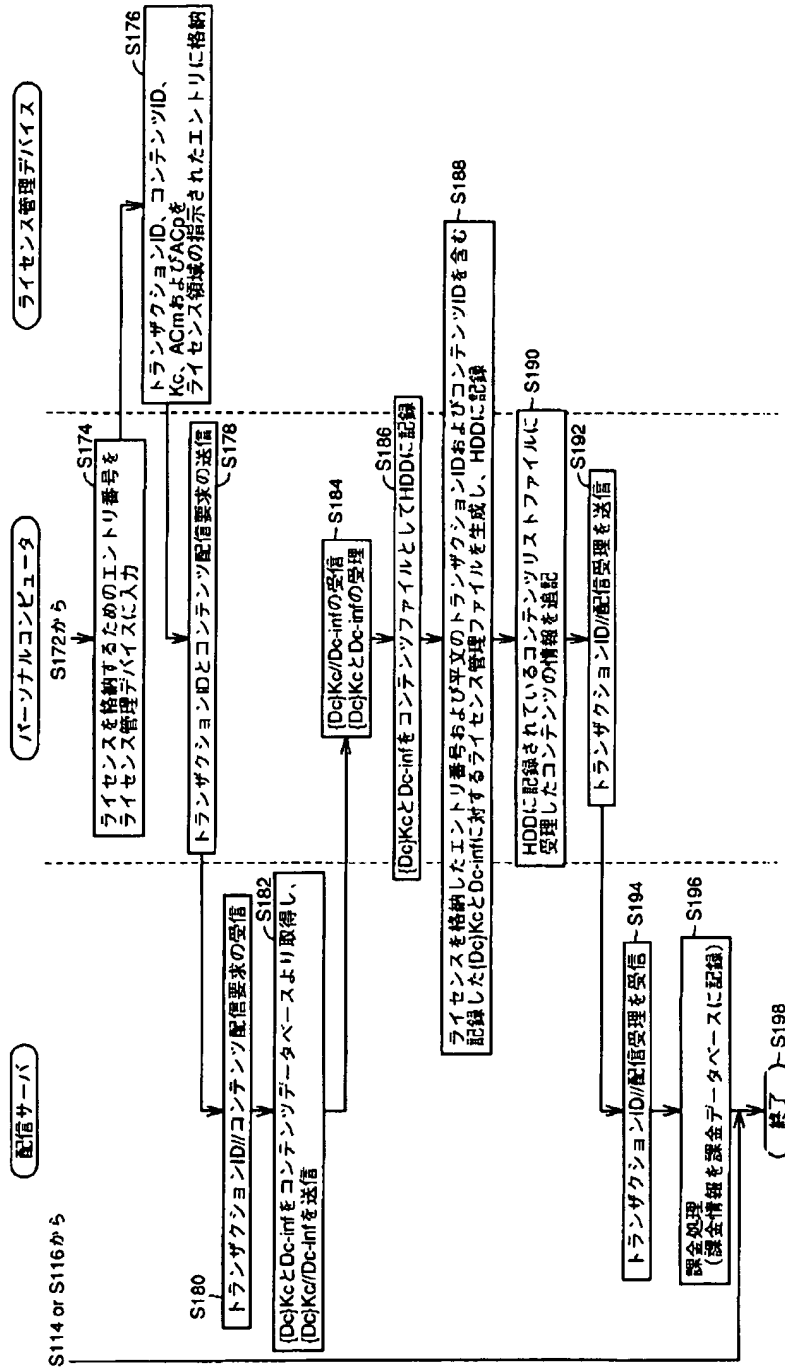 配信サーバ
パーソナルコンピュータ
ライセンス管理デバイス
S114 or S116から
S172から
S174
ライセンスを格納するためのエントリ番号を
ライセンス管理デバイスに入力
S176
トランザクションID、コンテンツID、
Kc、ACmおよびACpを
ライセンス領域の指示されたエントリに格納
S178
トランザクションIDとコンテンツ配信要求の送信
S180
トランザクションID//コンテンツ配信要求の受信
S182
{Dc}KcとDc-infをコンテンツデータベースより取得し、
{Dc}Kc//Dc-infを送信
S184
{Dc}Kc//Dc-infの受信
{Dc}KcとDc-infの受理
S186
{Dc}KcとDc-infをコンテンツファイルとしてHDDに記録
S188
ライセンスを格納したエントリ番号および平文のトランザクションIDおよびコンテンツIDを含む
記録した{Dc}KcとDc-infに対するライセンス管理ファイルを生成し、HDDに記録
S190
HDDに記録されているコンテンツリストファイルに
受理したコンテンツの情報を追記
S192
トランザクションID//配信受理を送信
S194
トランザクションID//配信受理を受信
S196
課金処理
(課金情報を課金データベースに記録)
S198
終了